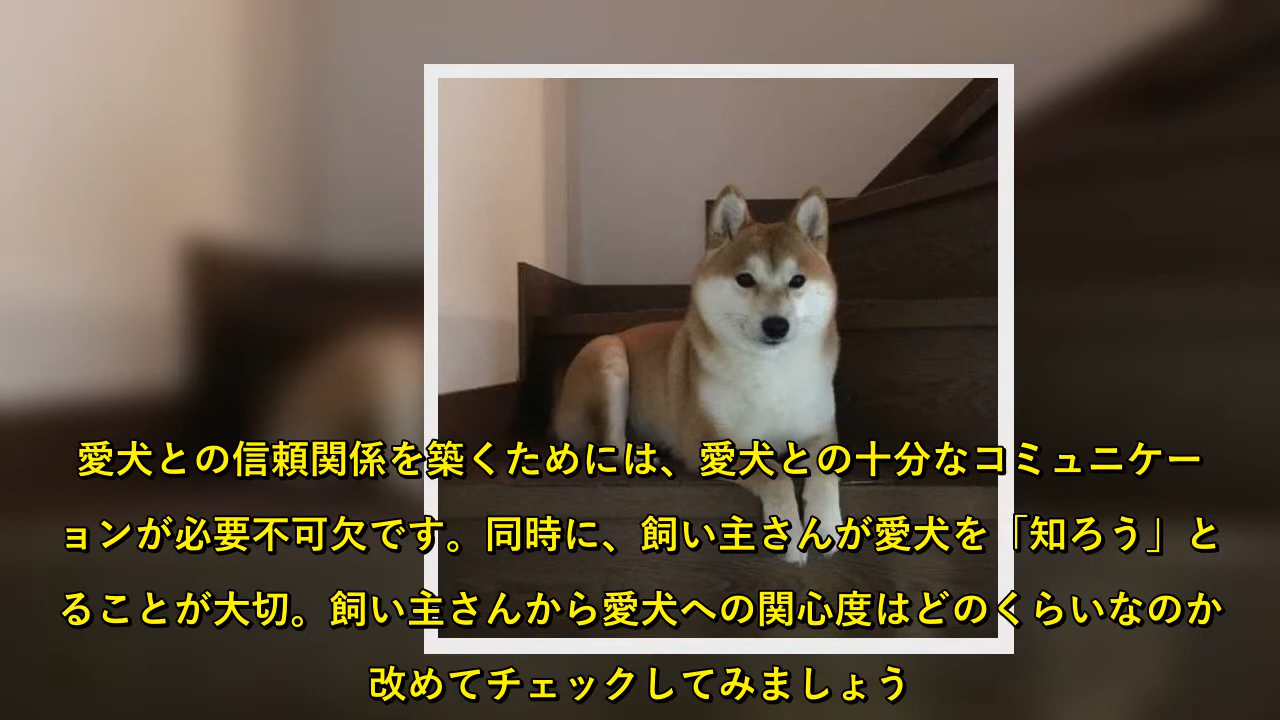 愛犬との信頼関係を築くためには、愛犬との十分なコミュニケー
ョンが必要不可欠です。同時に、飼い主さんが愛犬を「知ろう」と
ることが大切。飼い主さんから愛犬への関心度はどのくらいなのか
改めてチェックしてみましょう